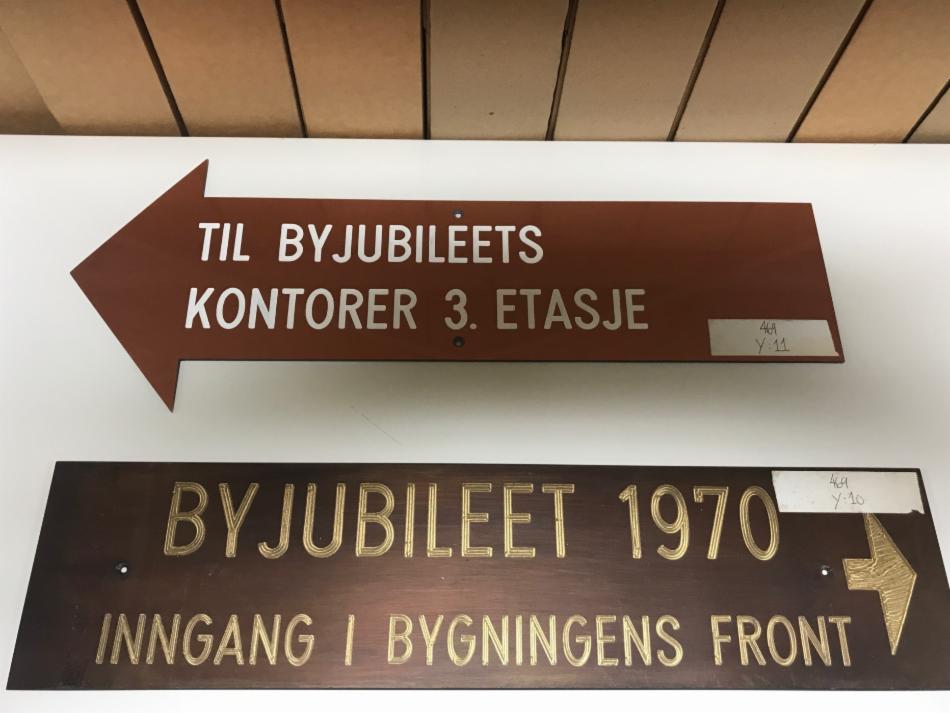 TIL BYJUBILEETS
KONTORER 3. ETASJE
469
Y:11
BYJUBILEET 1970
469
Y:10
INNGANG I BYGNINGENS FRONT